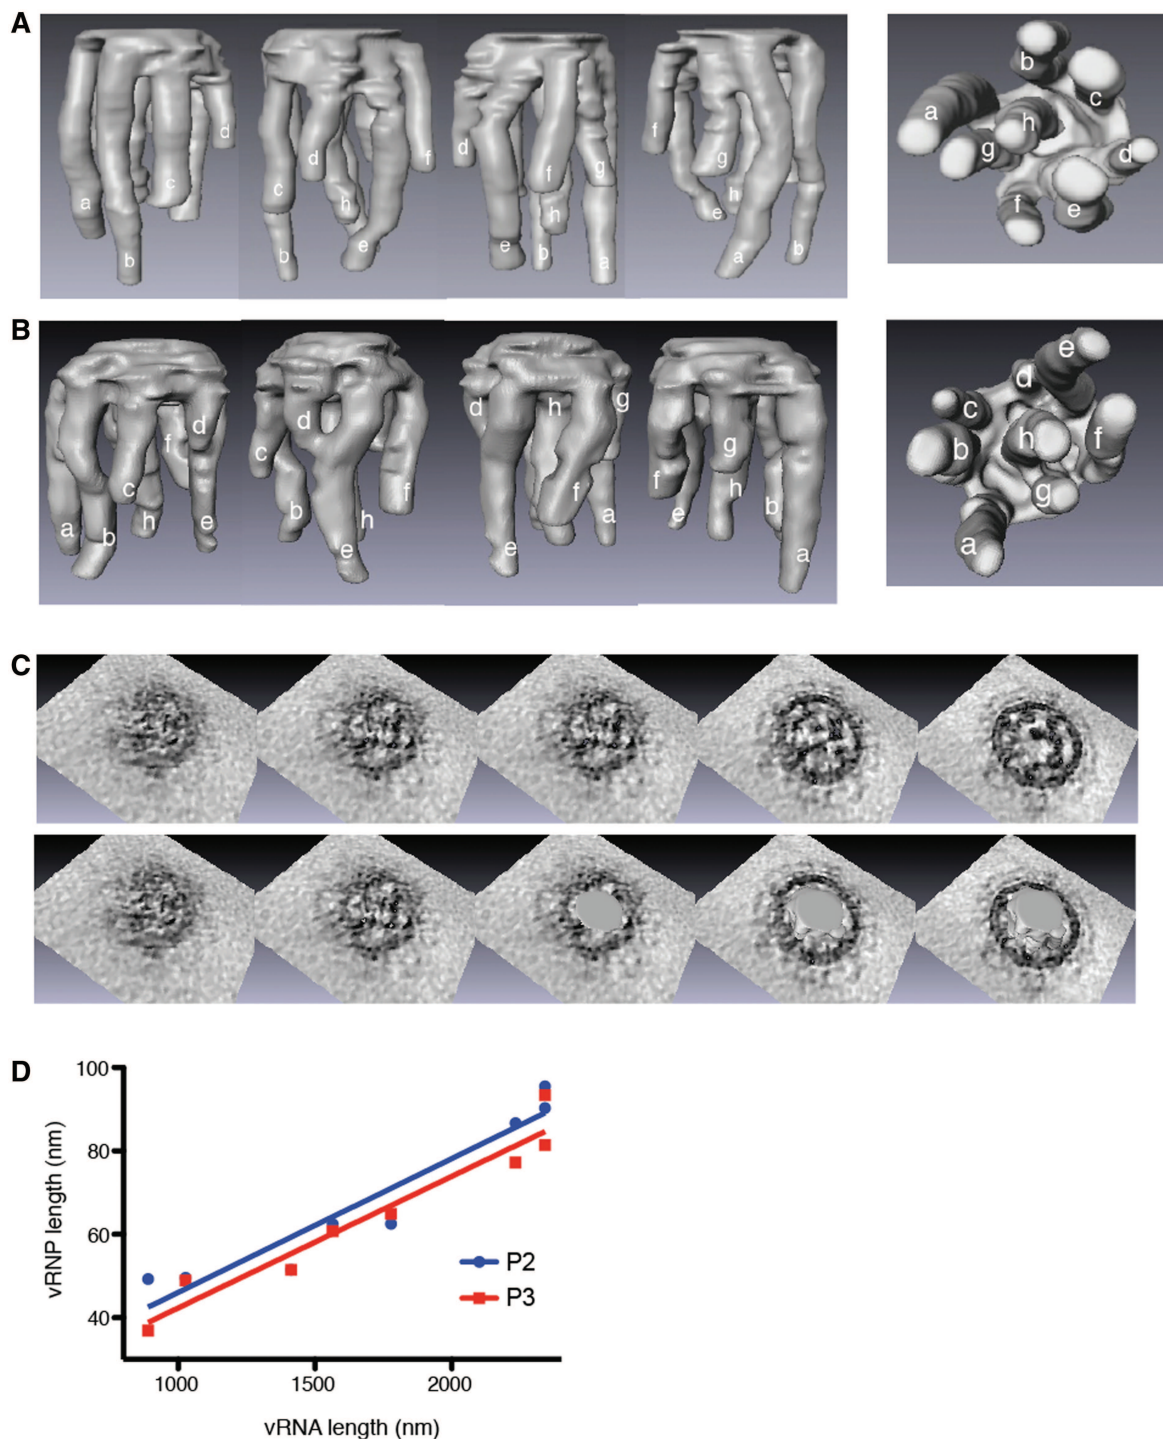 A
a b c d
c b d h e f
d e f h b g a
f e g h a b
b c a h g d f e
B
a b c h f d e
c b d e h f
d e h f g a
f e g h b a
e d c b h f g a
C
D
100
80
60
40
vRNP length (nm)
P2
P3
1000 1500 2000
vRNA length (nm)